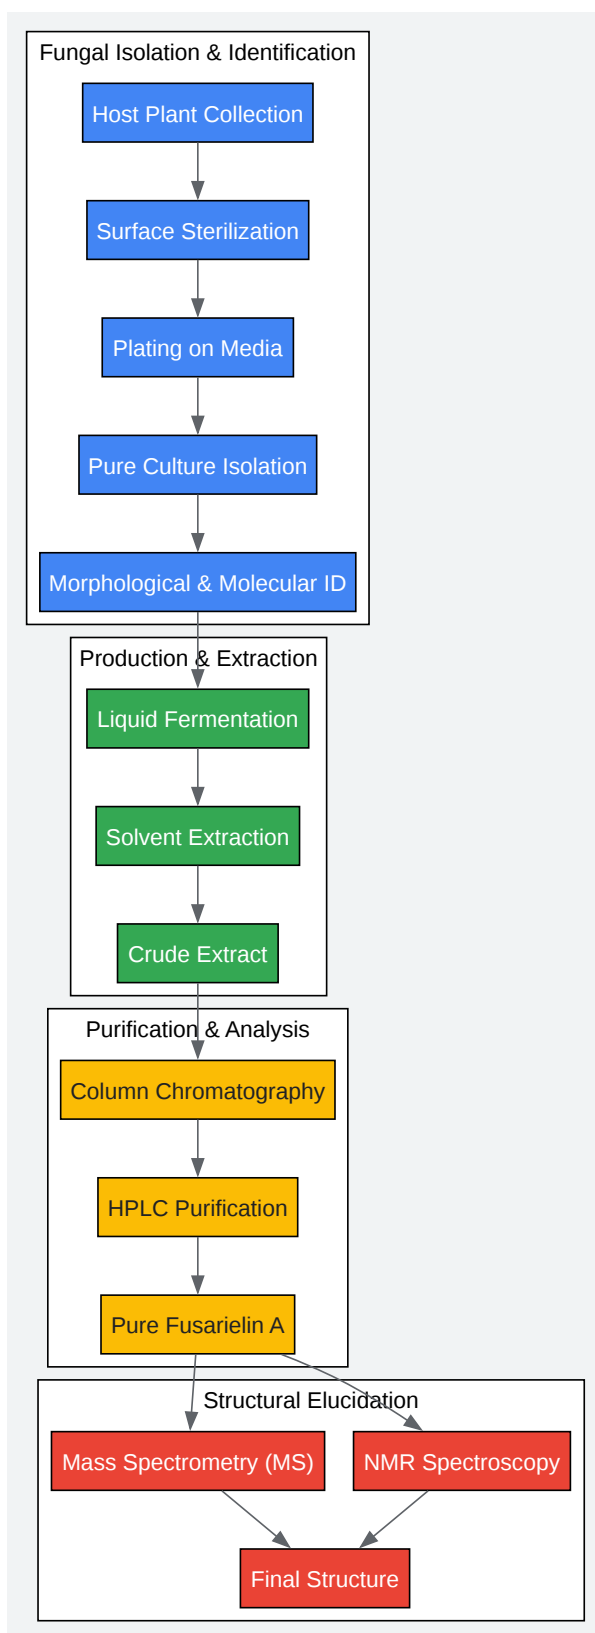 Fungal Isolation & Identification
Host Plant Collection
Surface Sterilization
Plating on Media
Pure Culture Isolation
Morphological & Molecular ID
Production & Extraction
Liquid Fermentation
Solvent Extraction
Crude Extract
Purification & Analysis
Column Chromatography
HPLC Purification
Pure Fusarielin A
Structural Elucidation
Mass Spectrometry (MS)
NMR Spectroscopy
Final Structure